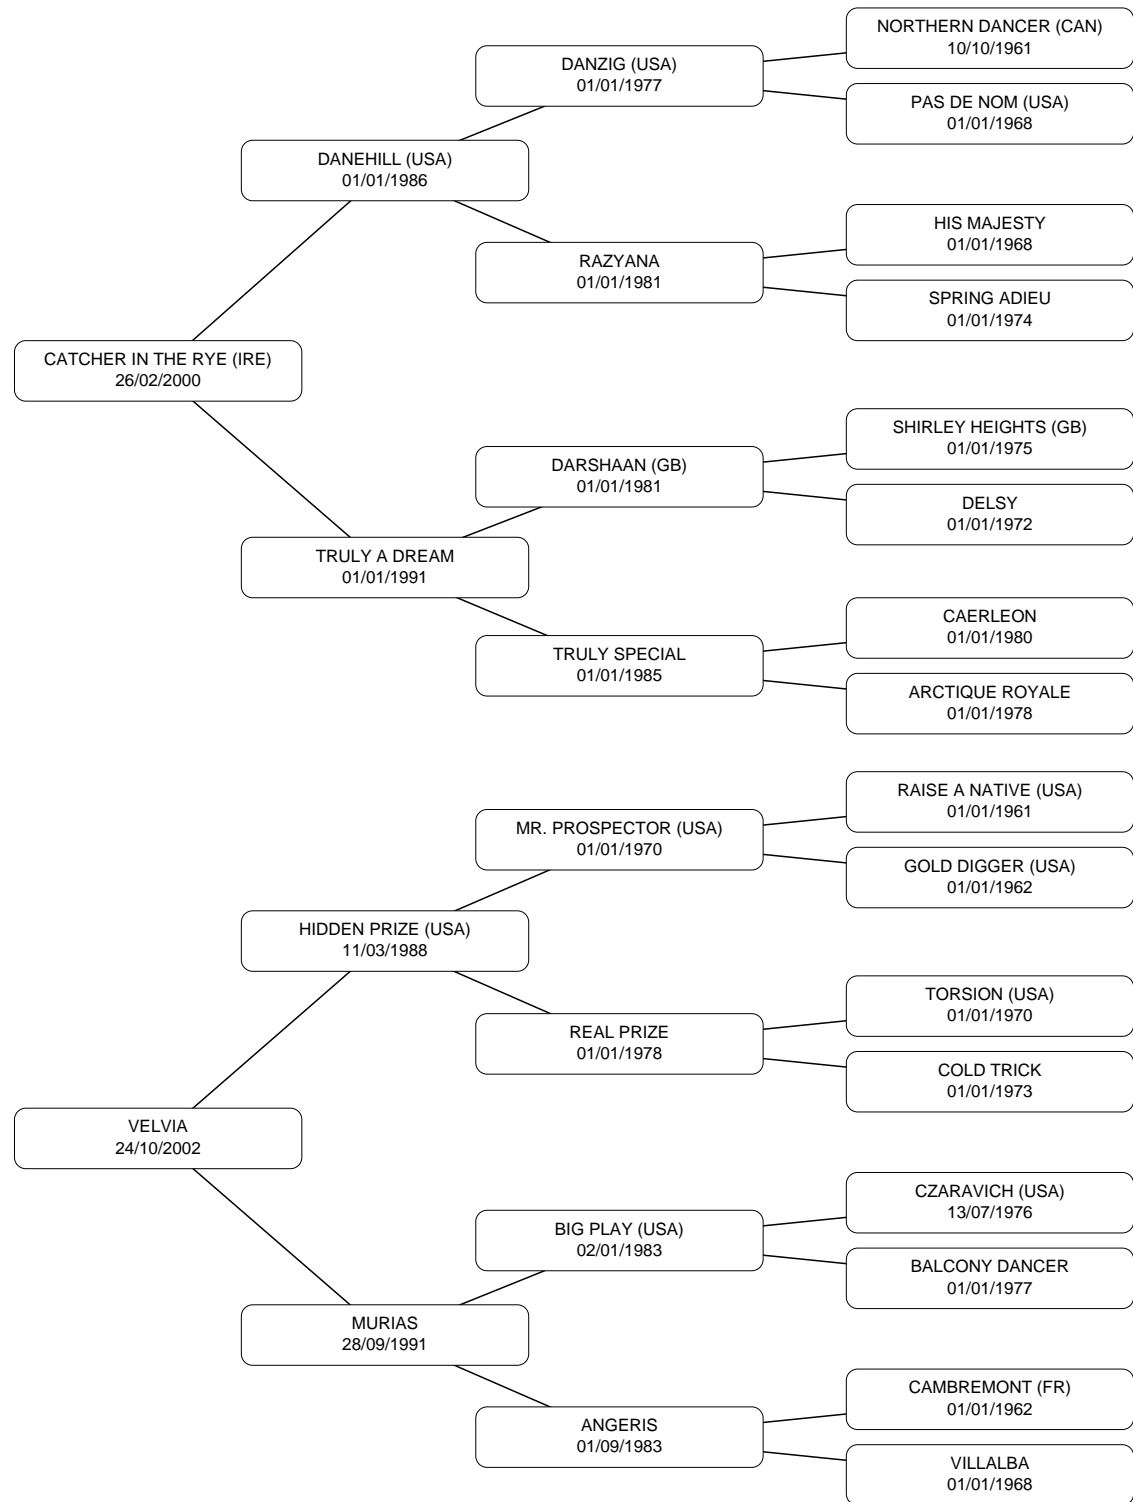 NORTHERN DANCER (CAN)
10/10/1961
DANZIG (USA)
01/01/1977
PAS DE NOM (USA)
01/01/1968
DANEHILL (USA)
01/01/1986
HIS MAJESTY
01/01/1968
RAZYANA
01/01/1981
SPRING ADIEU
01/01/1974
CATCHER IN THE RYE (IRE)
26/02/2000
SHIRLEY HEIGHTS (GB)
01/01/1975
DARSHAAN (GB)
01/01/1981
DELSY
01/01/1972
TRULY A DREAM
01/01/1991
CAERLEON
01/01/1980
TRULY SPECIAL
01/01/1985
ARCTIQUE ROYALE
01/01/1978
RAISE A NATIVE (USA)
01/01/1961
MR. PROSPECTOR (USA)
01/01/1970
GOLD DIGGER (USA)
01/01/1962
HIDDEN PRIZE (USA)
11/03/1988
TORSION (USA)
01/01/1970
REAL PRIZE
01/01/1978
COLD TRICK
01/01/1973
VELVIA
24/10/2002
CZARAVICH (USA)
13/07/1976
BIG PLAY (USA)
02/01/1983
BALCONY DANCER
01/01/1977
MURIAS
28/09/1991
CAMBREMONT (FR)
01/01/1962
ANGERIS
01/09/1983
VILLALBA
01/01/1968